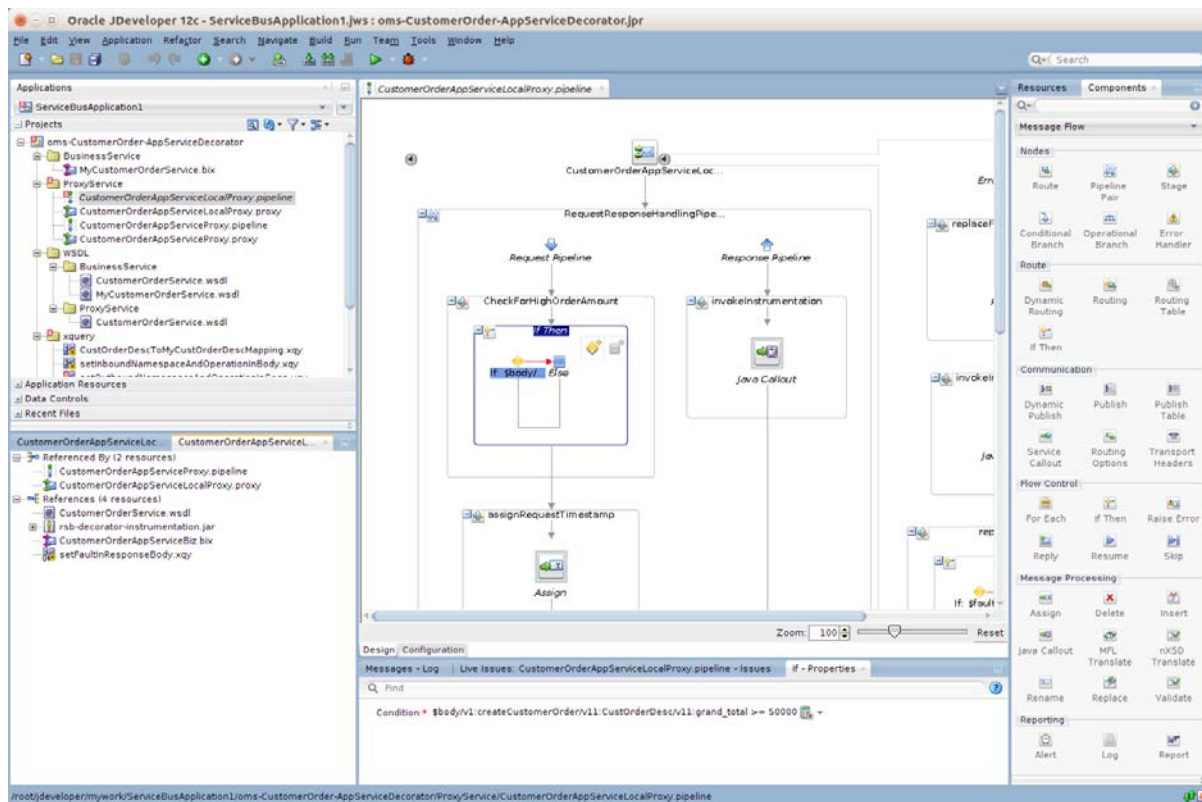 Oracle JDeveloper 12c - ServiceBusApplication1.jws : oms-CustomerOrder-AppServiceDecorator.jpr
File Edit View Application Refactor Search Navigate Build Run Team Tools Window Help
Search
Applications
ServiceBusApplication1
Projects
oms-CustomerOrder-AppServiceDecorator
BusinessService
MyCustomerOrderService.bix
ProxyService
CustomerOrderAppServiceLocalProxy.pipeline
CustomerOrderAppServiceLocalProxy.proxy
CustomerOrderAppServiceProxy.pipeline
CustomerOrderAppServiceProxy.proxy
WSDL
BusinessService
CustomerOrderService.wsdl
MyCustomerOrderService.wsdl
ProxyService
CustomerOrderService.wsdl
xquery
CustOrderDescToMyCustOrderDescMapping.xqy
setInboundNamespaceAndOperationInBody.xqy
Application Resources
Data Controls
Recent Files
CustomerOrderAppServiceLoc... CustomerOrderAppServiceL...
Referenced By (2 resources)
CustomerOrderAppServiceProxy.pipeline
CustomerOrderAppServiceLocalProxy.proxy
References (4 resources)
CustomerOrderService.wsdl
rsb-decorator-instrumentation.jar
CustomerOrderAppServiceBiz.bix
setFaultInResponseBody.xqy
CustomerOrderAppServiceLocalProxy.pipeline
CustomerOrderAppServiceLoc...
RequestResponseHandlingPipe...
Request Pipeline Response Pipeline
CheckForHighOrderAmount invokeInstrumentation
If Then
If: $body/... Else
Java Callout
assignRequestTimestamp
Assign
Erro
replaceF
invokeIn
Jav
rep
If: $fault
Zoom: 100 Reset
Design Configuration
Messages - Log Live Issues: CustomerOrderAppServiceLocalProxy.pipeline - Issues If - Properties
Find
Condition: * $body/v1:createCustomerOrder/v11:CustOrderDesc/v11:grand_total >= 50000
Resources Components
Message Flow
Nodes
Route Pipeline Pair Stage
Conditional Branch Operational Branch Error Handler
Route
Dynamic Routing Routing Routing Table
If Then
Communication
Dynamic Publish Publish Publish Table
Service Callout Routing Options Transport Headers
Flow Control
For Each If Then Raise Error
Reply Resume Skip
Message Processing
Assign Delete Insert
Java Callout MFL Translate nXSD Translate
Rename Replace Validate
Reporting
Alert Log Report
/root/jdeveloper/mywork/ServiceBusApplication1/oms-CustomerOrder-AppServiceDecorator/ProxyService/CustomerOrderAppServiceLocalProxy.pipeline